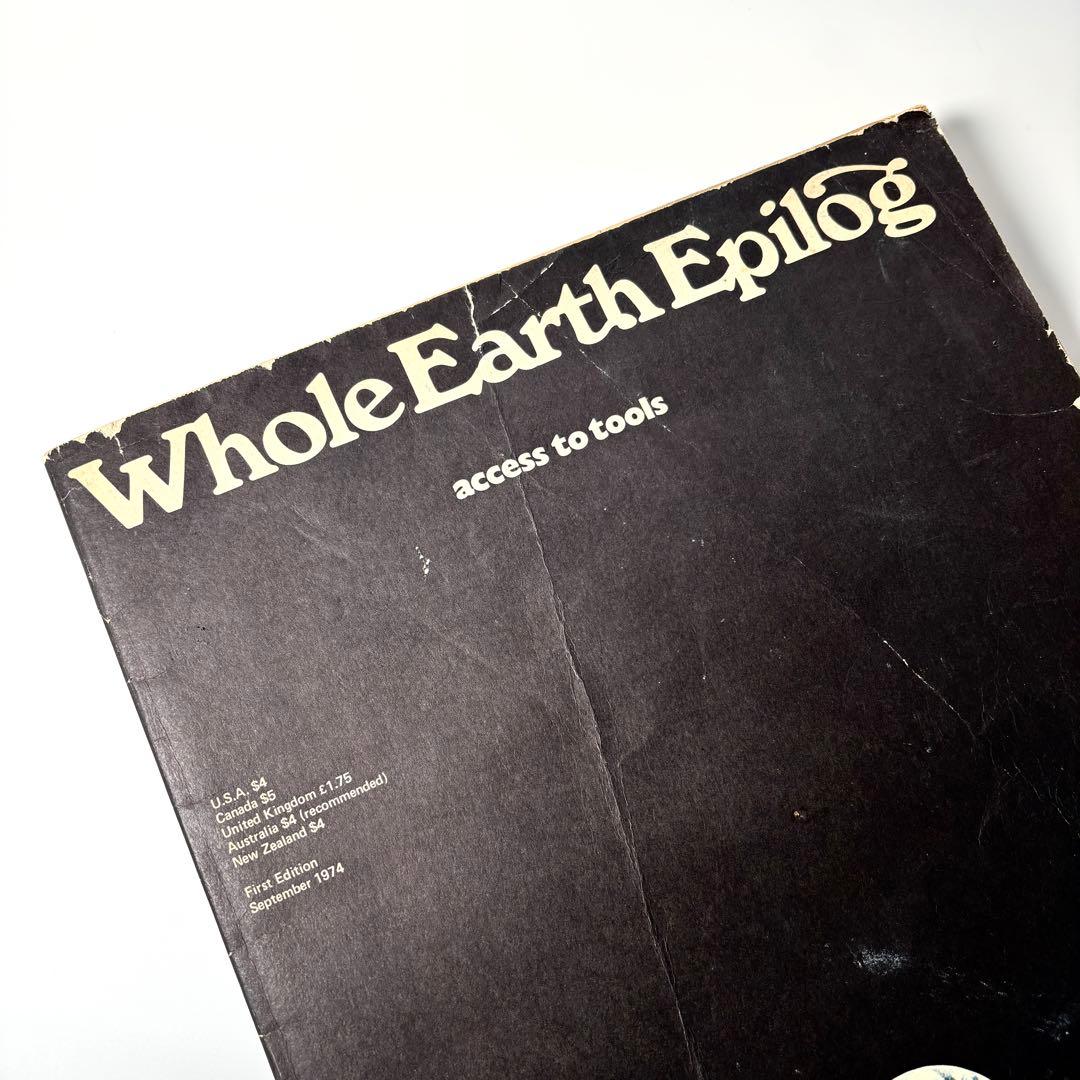 Whole Earth Epilog
access to tools
U.S.A. $4
Canada $5
United Kingdom £1.75
Australia $4 (recommended)
New Zealand $4
First Edition
September 1974